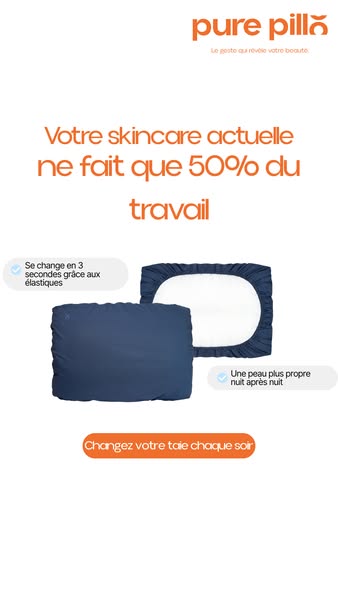 pure pillo
Le geste qui révèle votre beauté.
Votre skincare actuelle
ne fait que 50% du
travail
Se change en 3
secondes grâce aux
élastiques
Une peau plus propre
nuit après nuit
Changez votre taie chaque soir